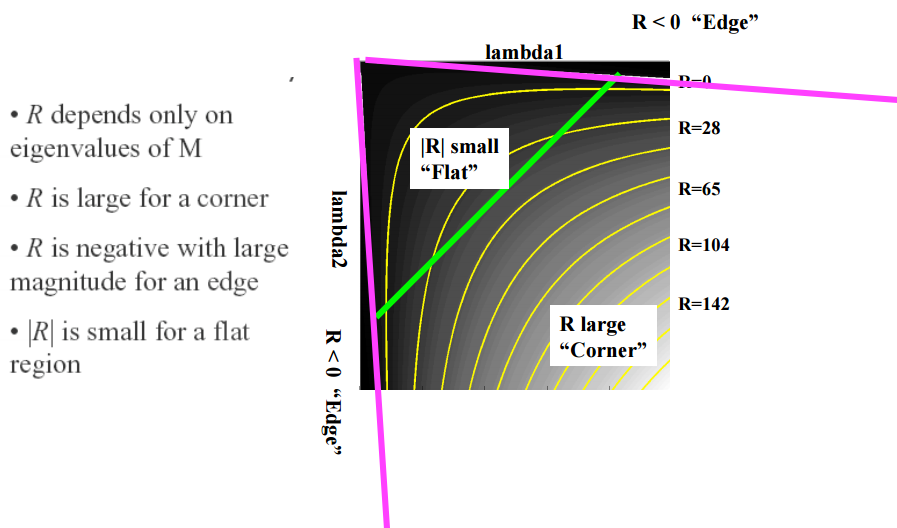 R < 0 “Edge”
lambda1
R=0
• R depends only on
eigenvalues of M
|R| small
“Flat”
R=28
• R is large for a corner
R=65
lambda2
• R is negative with large
magnitude for an edge
R=104
R=142
• |R| is small for a flat
region
R large
“Corner”
R < 0 “Edge”